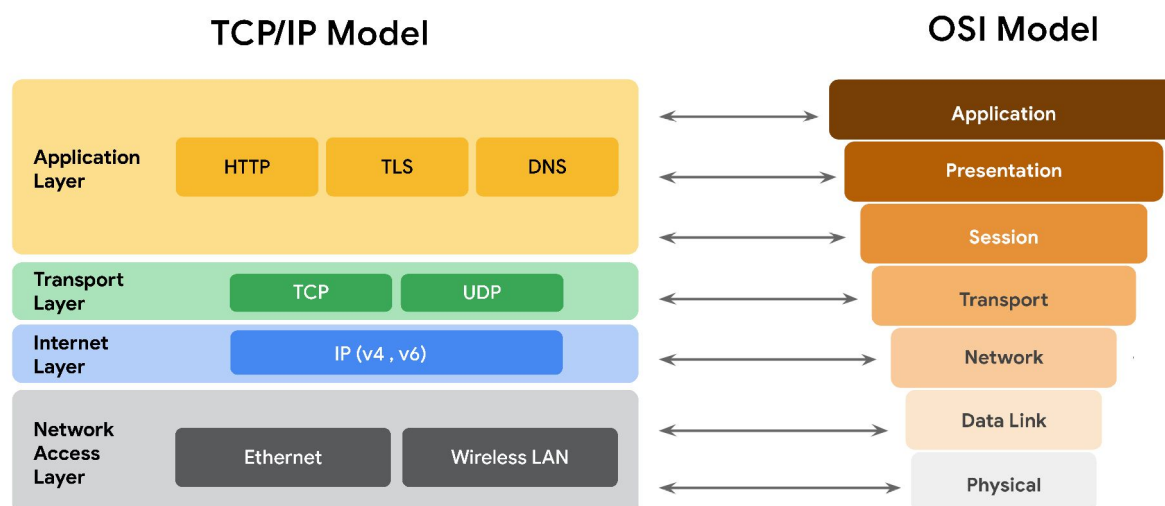 TCP/IP Model
OSI Model
Application
Layer
HTTP
TLS
DNS
Application
Presentation
Session
Transport
Layer
TCP
UDP
Transport
Internet
Layer
IP (v4 , v6)
Network
Network
Access
Layer
Ethernet
Wireless LAN
Data Link
Physical